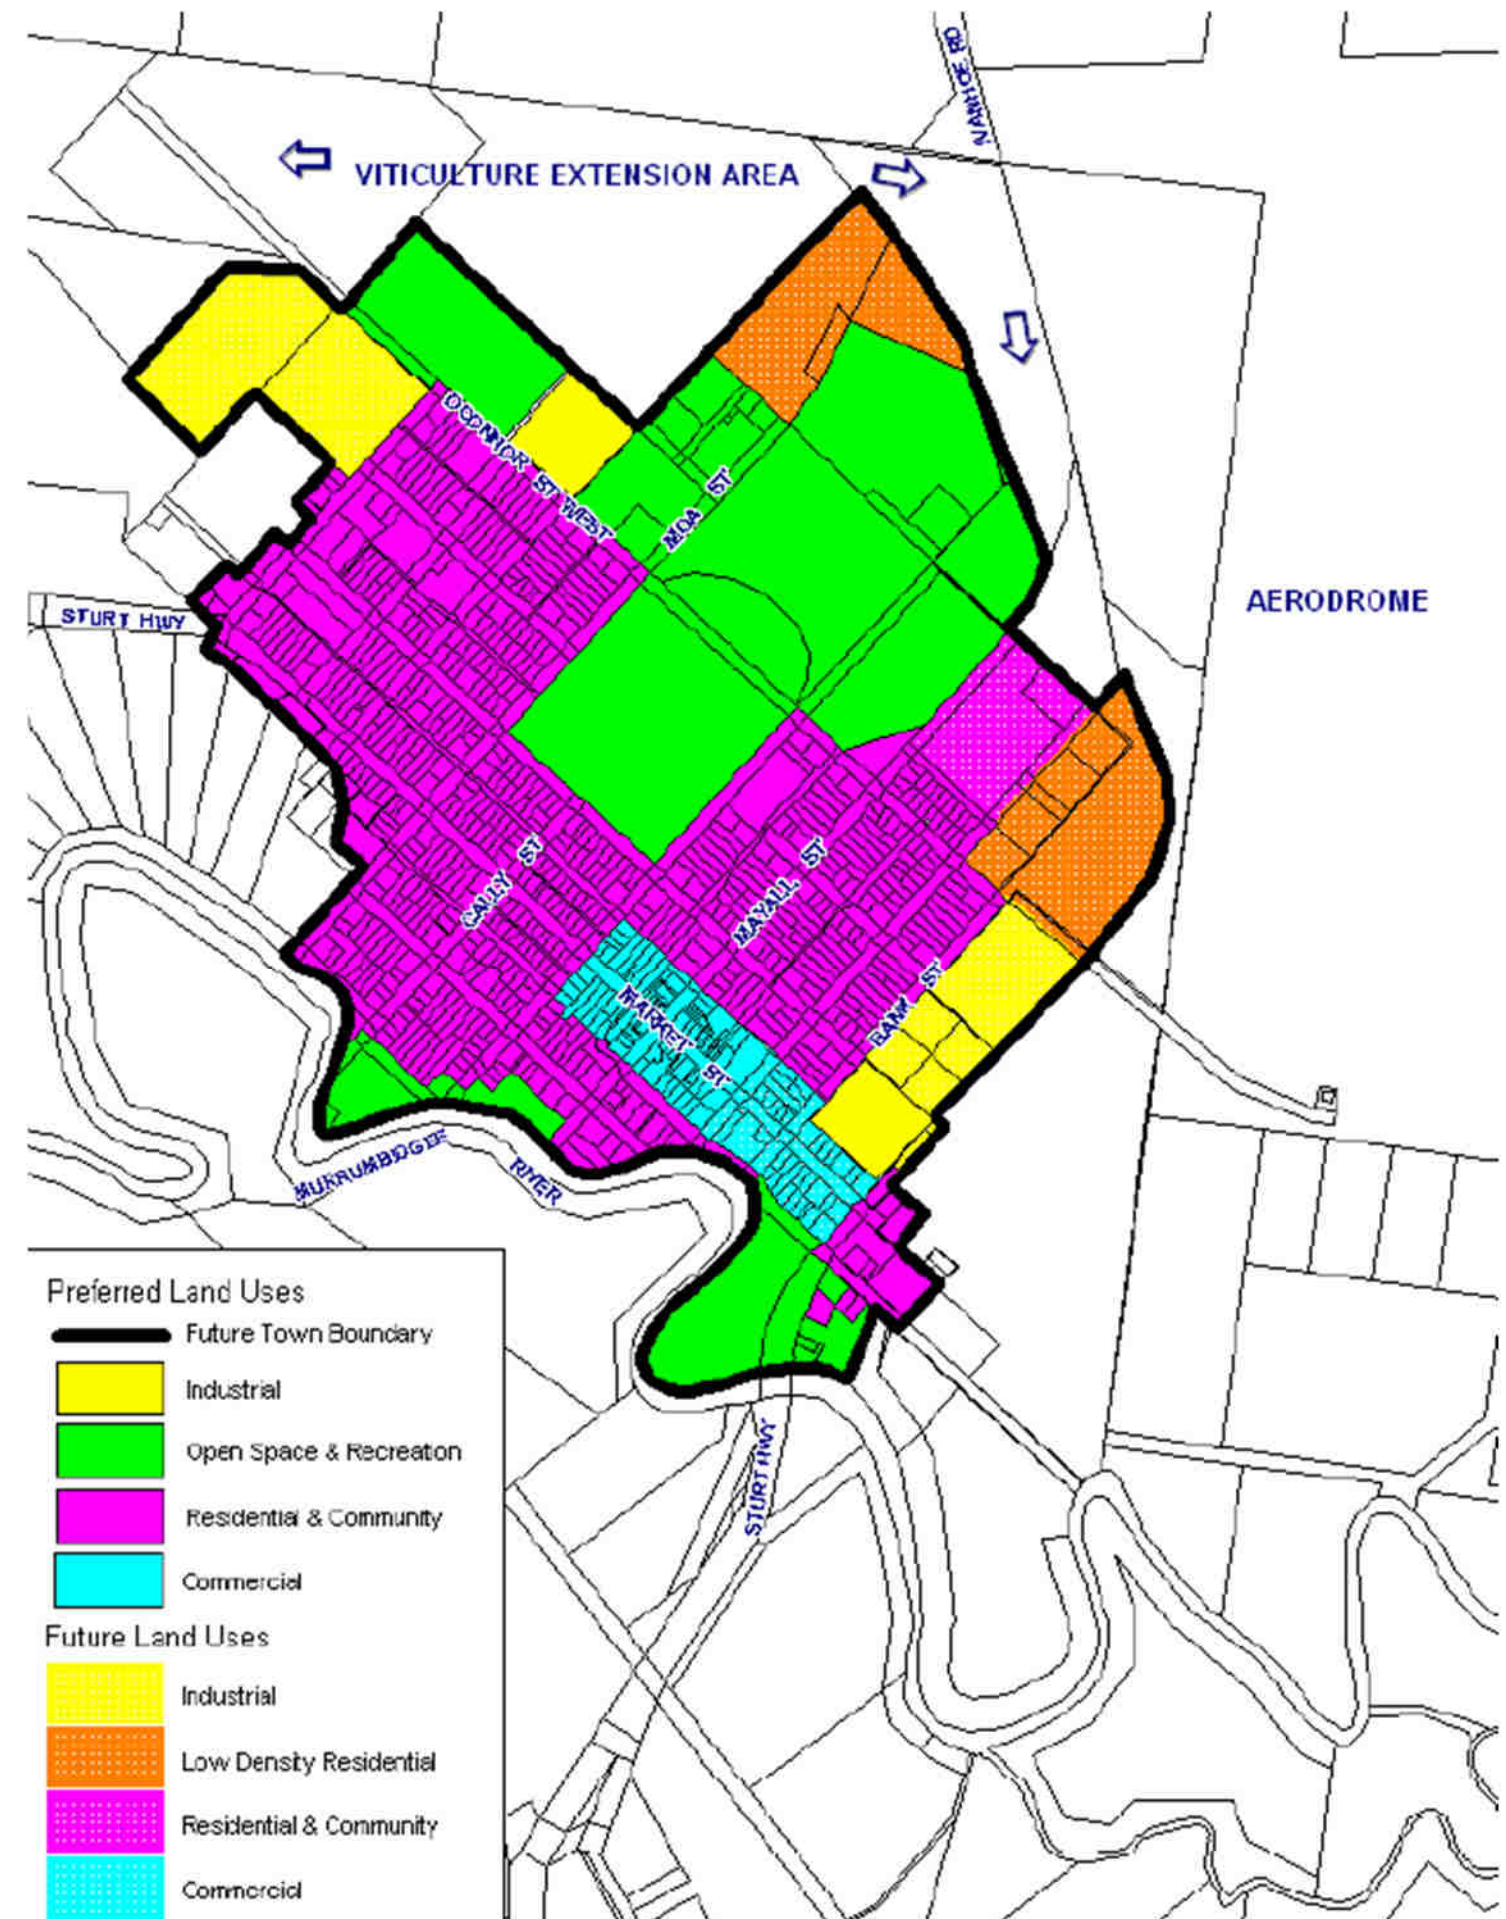 IVANHOE RD
VITICULTURE EXTENSION AREA
OCONNOR ST WEST
MOA ST
STURT HWY
AERODROME
CALLY ST
MAYALL ST
MARKET ST
BANK ST
MURRUMBIDGEE RIVER
STURT HWY
Preferred Land Uses
Future Town Boundary
Industrial
Open Space & Recreation
Residential & Community
Commercial
Future Land Uses
Industrial
Low Density Residential
Residential & Community
Commercial